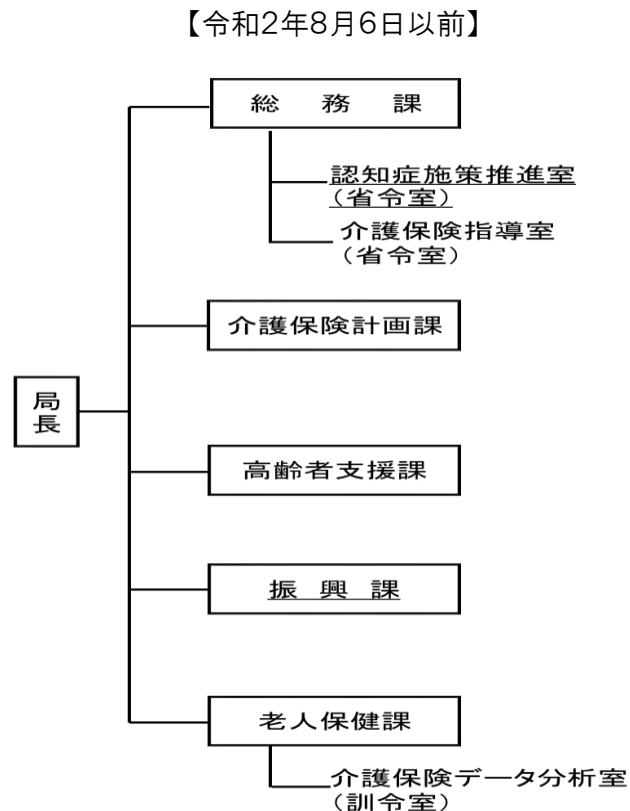 【令和2年8月6日以前】
総務課
認知症施策推進室
(省令室)
介護保険指導室
(省令室)
介護保険計画課
局長
高齢者支援課
振興課
老人保健課
介護保険データ分析室
(訓令室)